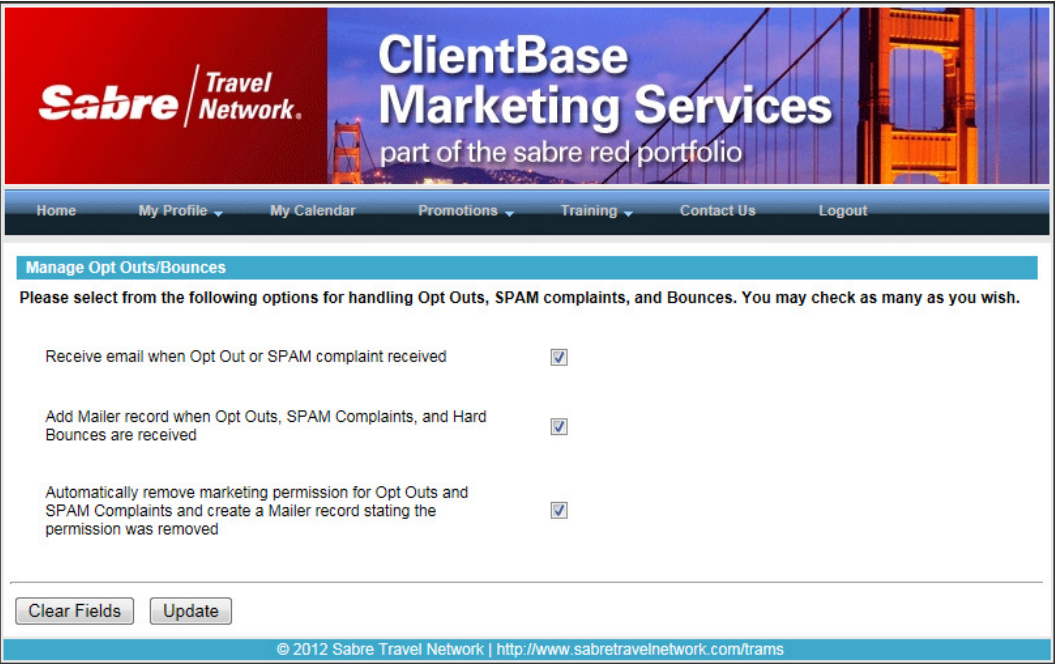 Sabre Travel Network.
ClientBase
Marketing Services
part of the sabre red portfolio
Home My Profile My Calendar Promotions Training Contact Us Logout
Manage Opt Outs/Bounces
Please select from the following options for handling Opt Outs, SPAM complaints, and Bounces. You may check as many as you wish.
Receive email when Opt Out or SPAM complaint received
Add Mailer record when Opt Outs, SPAM Complaints, and Hard
Bounces are received
Automatically remove marketing permission for Opt Outs and
SPAM Complaints and create a Mailer record stating the
permission was removed
Clear Fields Update
© 2012 Sabre Travel Network | http://www.sabretravelnetwork.com/trams